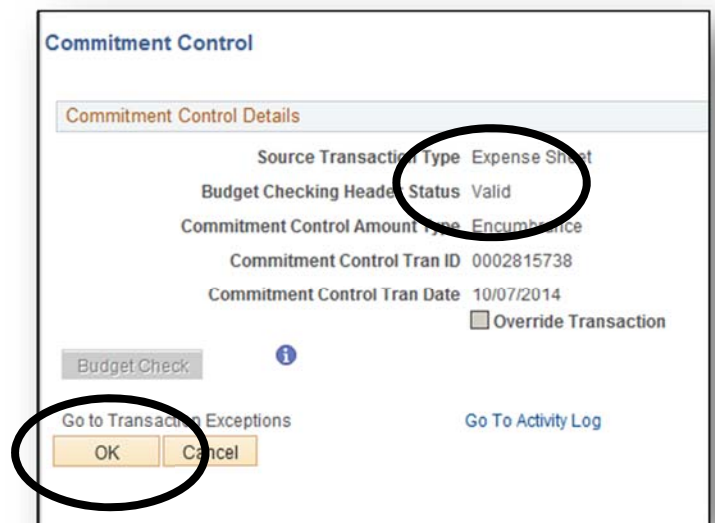 Commitment Control
Commitment Control Details
Source Transaction Type Expense Sheet
Budget Checking Header Status Valid
Commitment Control Amount Type Encumbrance
Commitment Control Tran ID 0002815738
Commitment Control Tran Date 10/07/2014
Override Transaction
Budget Check
Go to Transaction Exceptions Go To Activity Log
OK Cancel